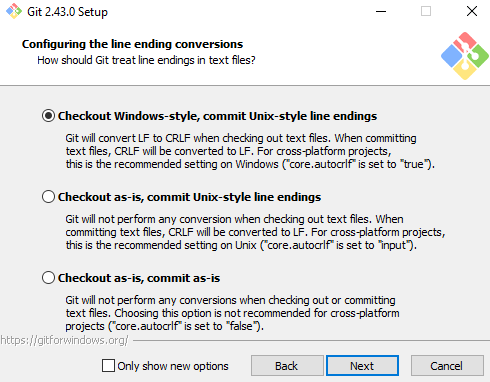 Git 2.43.0 Setup
Configuring the line ending conversions
How should Git treat line endings in text files?
Checkout Windows-style, commit Unix-style line endings
Git will convert LF to CRLF when checking out text files. When committing
text files, CRLF will be converted to LF. For cross-platform projects,
this is the recommended setting on Windows ("core.autocrlf" is set to "true").
Checkout as-is, commit Unix-style line endings
Git will not perform any conversion when checking out text files. When
committing text files, CRLF will be converted to LF. For cross-platform projects,
this is the recommended setting on Unix ("core.autocrlf" is set to "input").
Checkout as-is, commit as-is
Git will not perform any conversions when checking out or committing
text files. Choosing this option is not recommended for cross-platform
projects ("core.autocrlf" is set to "false").
https://gitforwindows.org/
Only show new options
Back
Next
Cancel